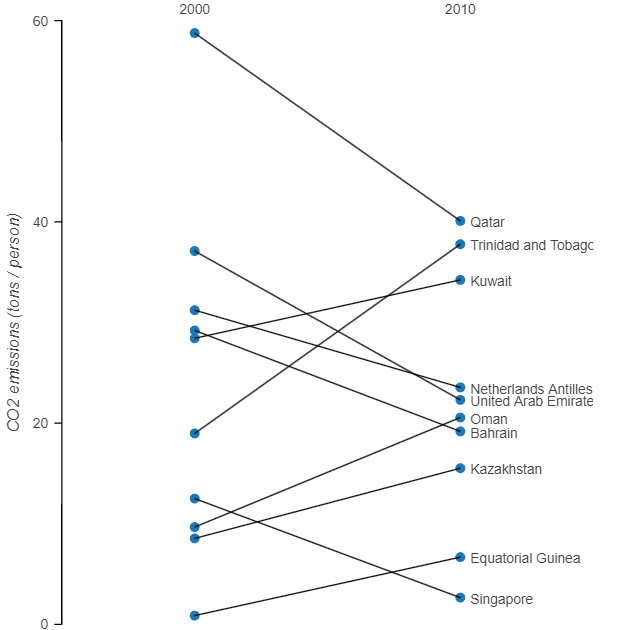 2000 2010
60
40
20
0
CO2 emissions (tons / person)
Qatar
Trinidad and Tobago
Kuwait
Netherlands Antilles
United Arab Emirate
Oman
Bahrain
Kazakhstan
Equatorial Guinea
Singapore